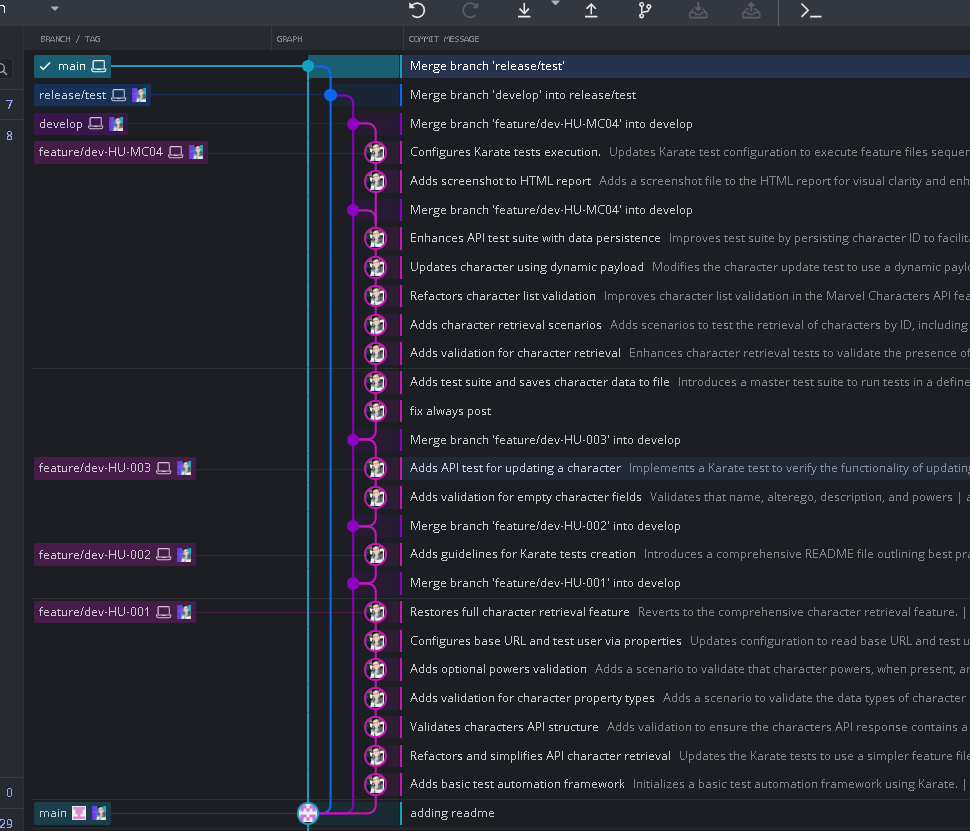 BRANCH / TAG GRAPH COMMIT MESSAGE
main Merge branch 'release/test'
release/test Merge branch 'develop' into release/test
7
develop Merge branch 'feature/dev-HU-MC04' into develop
8
feature/dev-HU-MC04 Configures Karate tests execution. Updates Karate test configuration to execute feature files sequen
Adds screenshot to HTML report Adds a screenshot file to the HTML report for visual clarity and enh
Merge branch 'feature/dev-HU-MC04' into develop
Enhances API test suite with data persistence Improves test suite by persisting character ID to facilit
Updates character using dynamic payload Modifies the character update test to use a dynamic paylo
Refactors character list validation Improves character list validation in the Marvel Characters API fea
Adds character retrieval scenarios Adds scenarios to test the retrieval of characters by ID, including
Adds validation for character retrieval Enhances character retrieval tests to validate the presence of
Adds test suite and saves character data to file Introduces a master test suite to run tests in a define
fix always post
Merge branch 'feature/dev-HU-003' into develop
feature/dev-HU-003 Adds API test for updating a character Implements a Karate test to verify the functionality of updatin
Adds validation for empty character fields Validates that name, alterego, description, and powers | a
Merge branch 'feature/dev-HU-002' into develop
feature/dev-HU-002 Adds guidelines for Karate tests creation Introduces a comprehensive README file outlining best pra
Merge branch 'feature/dev-HU-001' into develop
feature/dev-HU-001 Restores full character retrieval feature Reverts to the comprehensive character retrieval feature. |
Configures base URL and test user via properties Updates configuration to read base URL and test u
Adds optional powers validation Adds a scenario to validate that character powers, when present, ar
Adds validation for character property types Adds a scenario to validate the data types of character
Validates characters API structure Adds validation to ensure the characters API response contains a
Refactors and simplifies API character retrieval Updates the Karate tests to use a simpler feature file
Adds basic test automation framework Initializes a basic test automation framework using Karate. |
0
main adding readme
29